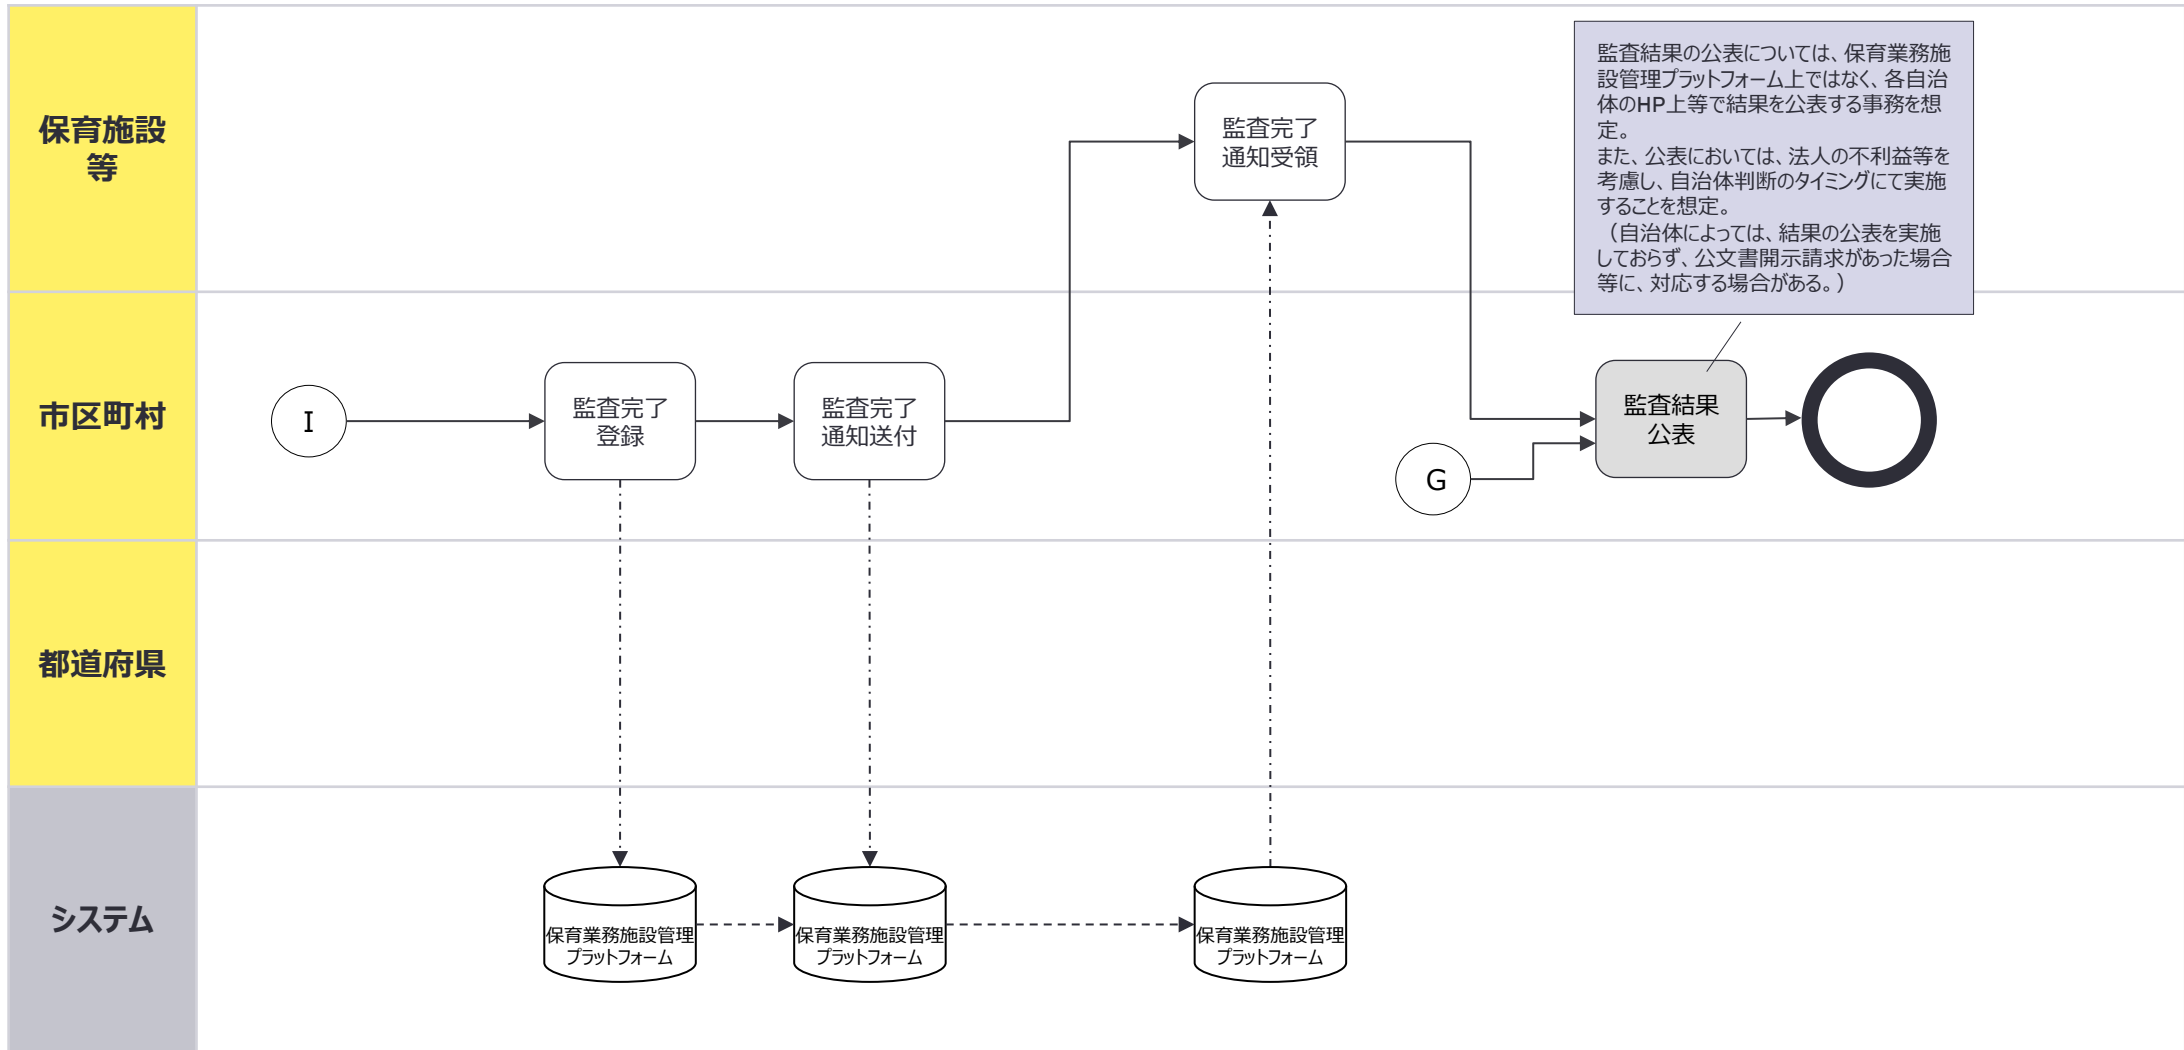 保育施設
等
監査完了
通知受領
監査結果の公表については、保育業務施
設管理プラットフォーム上ではなく、各自治
体のHP上等で結果を公表する事務を想
定。
また、公表においては、法人の不利益等を
考慮し、自治体判断のタイミングにて実施
することを想定。
（自治体によっては、結果の公表を実施
しておらず、公文書開示請求があった場合
等に、対応する場合がある。）
市区町村
I
監査完了
登録
監査完了
通知送付
G
監査結果
公表
都道府県
システム
保育業務施設管理
プラットフォーム
保育業務施設管理
プラットフォーム
保育業務施設管理
プラットフォーム